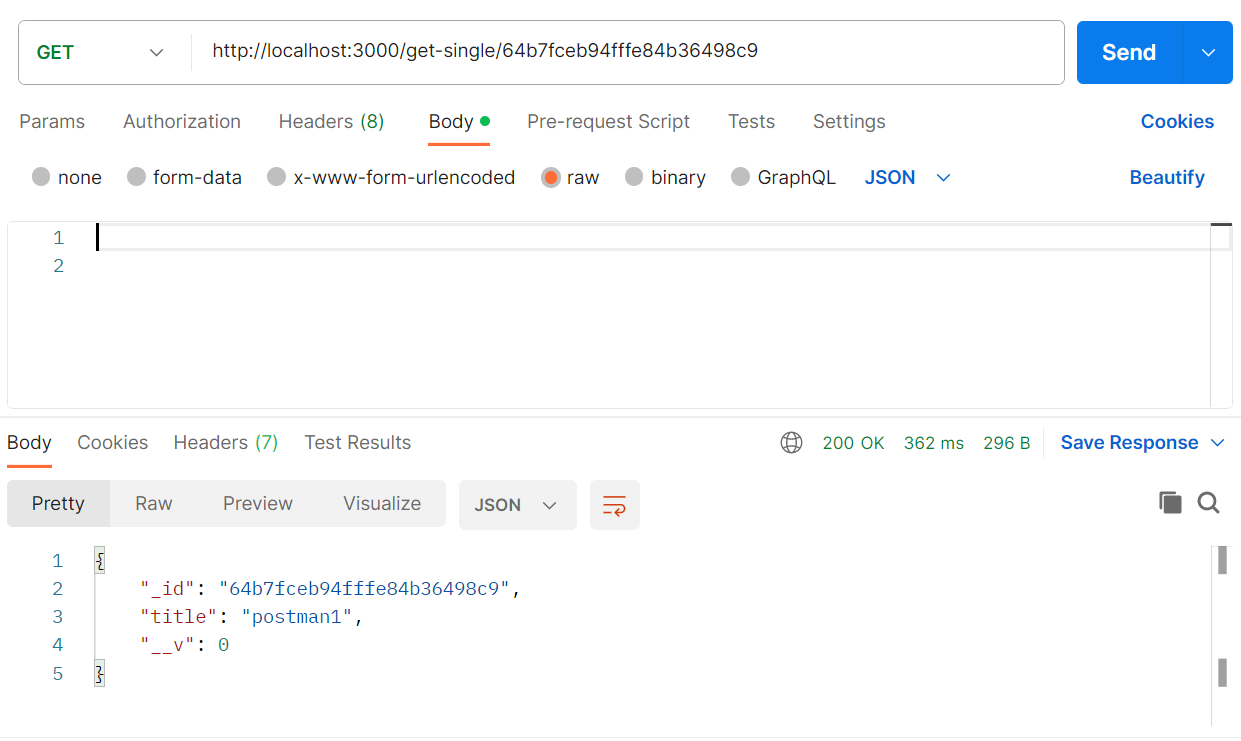 GET http://localhost:3000/get-single/64b7fceb94fffe84b36498c9 Send
Params Authorization Headers (8) Body Pre-request Script Tests Settings Cookies
none form-data x-www-form-urlencoded raw binary GraphQL JSON Beautify
1
2
Body Cookies Headers (7) Test Results 200 OK 362 ms 296 B Save Response
Pretty Raw Preview Visualize JSON
1 {
2 "_id": "64b7fceb94fffe84b36498c9",
3 "title": "postman1",
4 "__v": 0
5 }